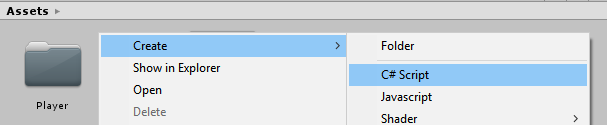 Assets
Create
Folder
Show in Explorer
C# Script
Open
Javascript
Player
Delete
Shader